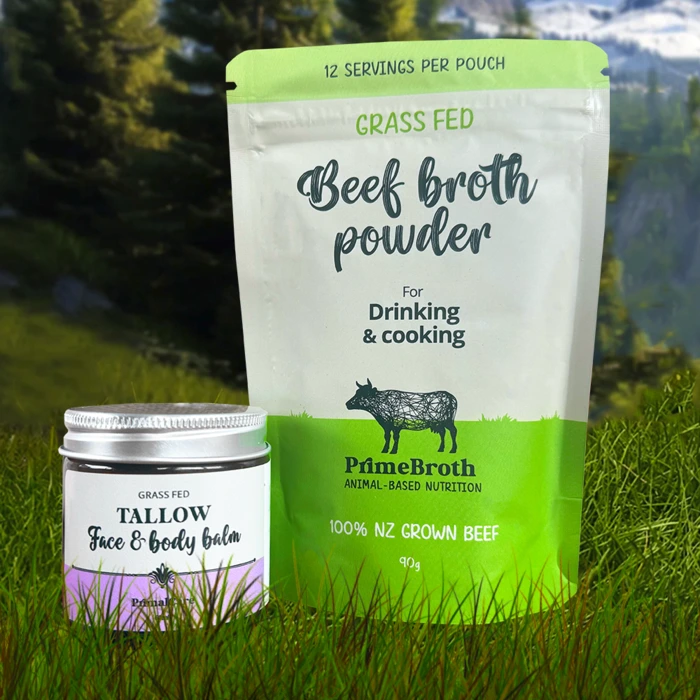 12 SERVINGS PER POUCH
GRASS FED
Beef broth
powder
For
Drinking
& cooking
PrimeBroth
ANIMAL-BASED NUTRITION
100% NZ GROWN BEEF
90g
GRASS FED
TALLOW
Face & body balm